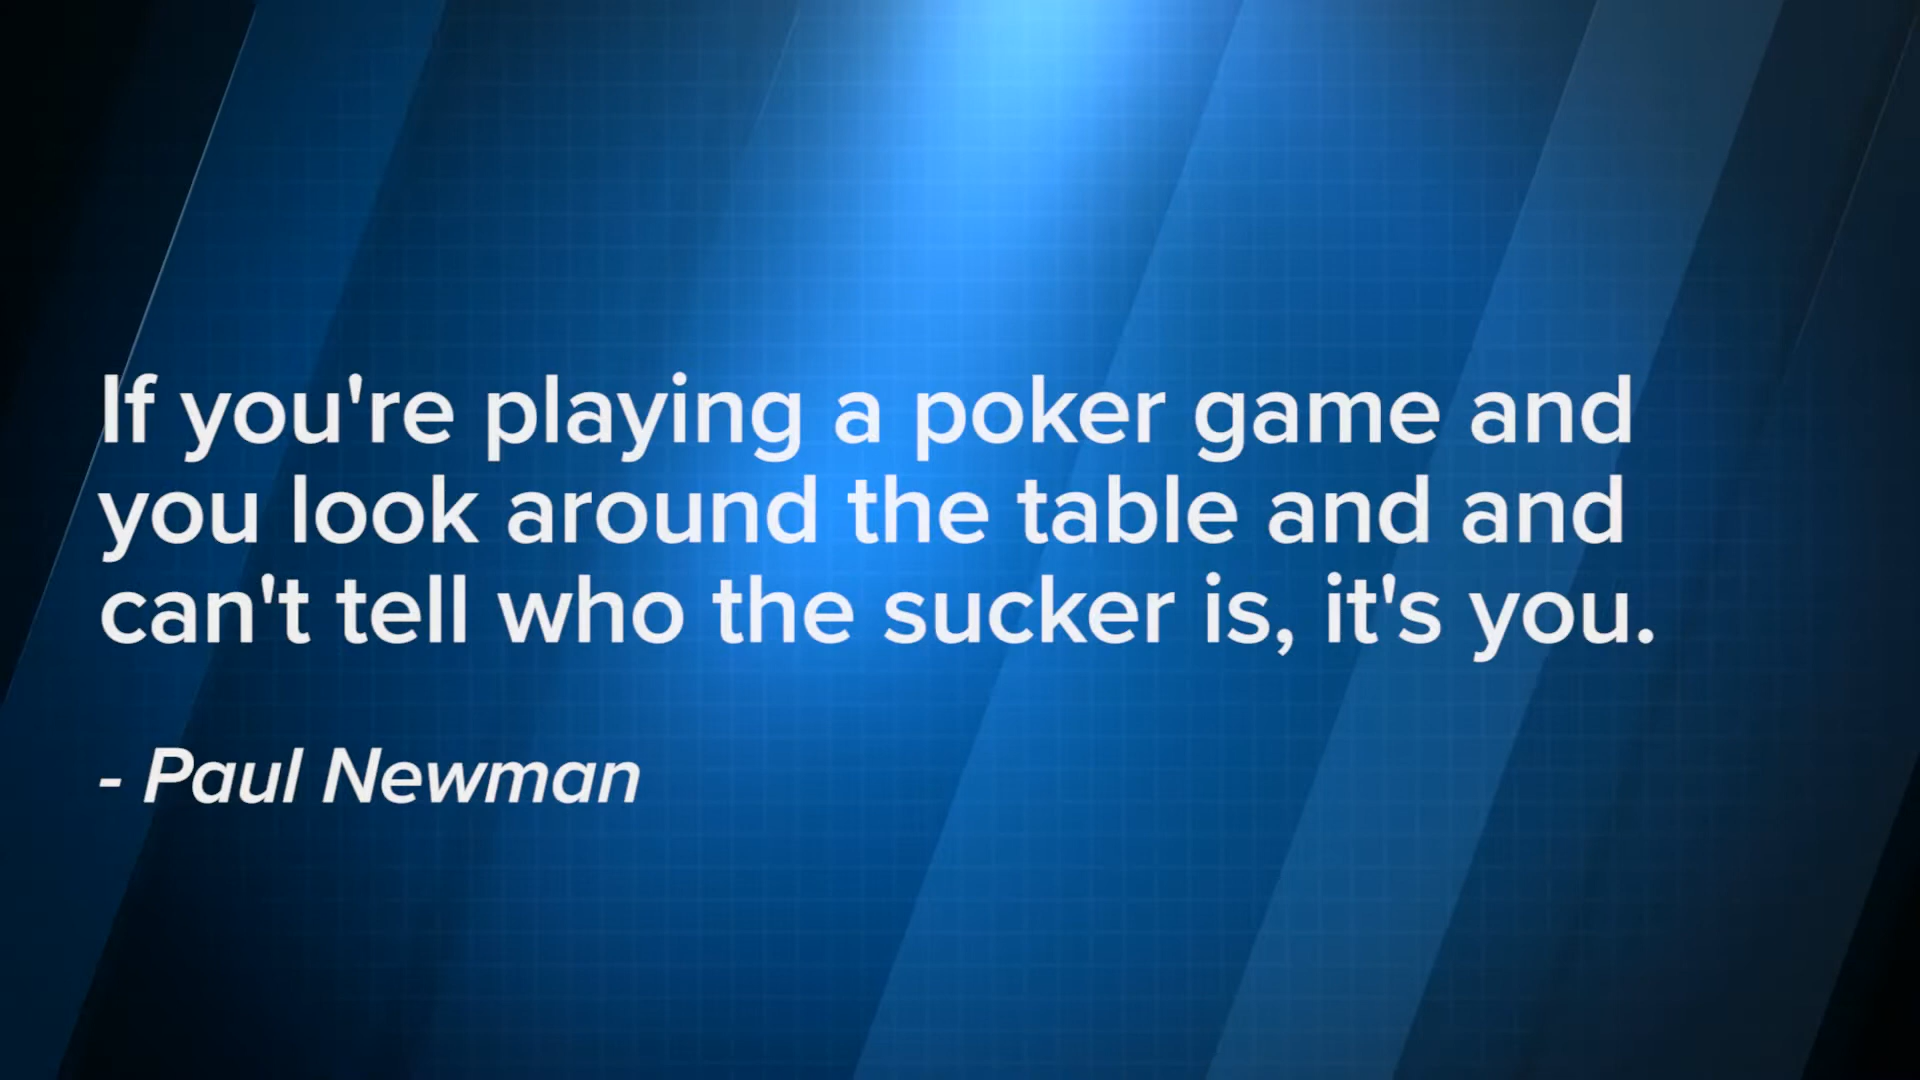 If you're playing a poker game and
you look around the table and and
can't tell who the sucker is, it's you.
- Paul Newman